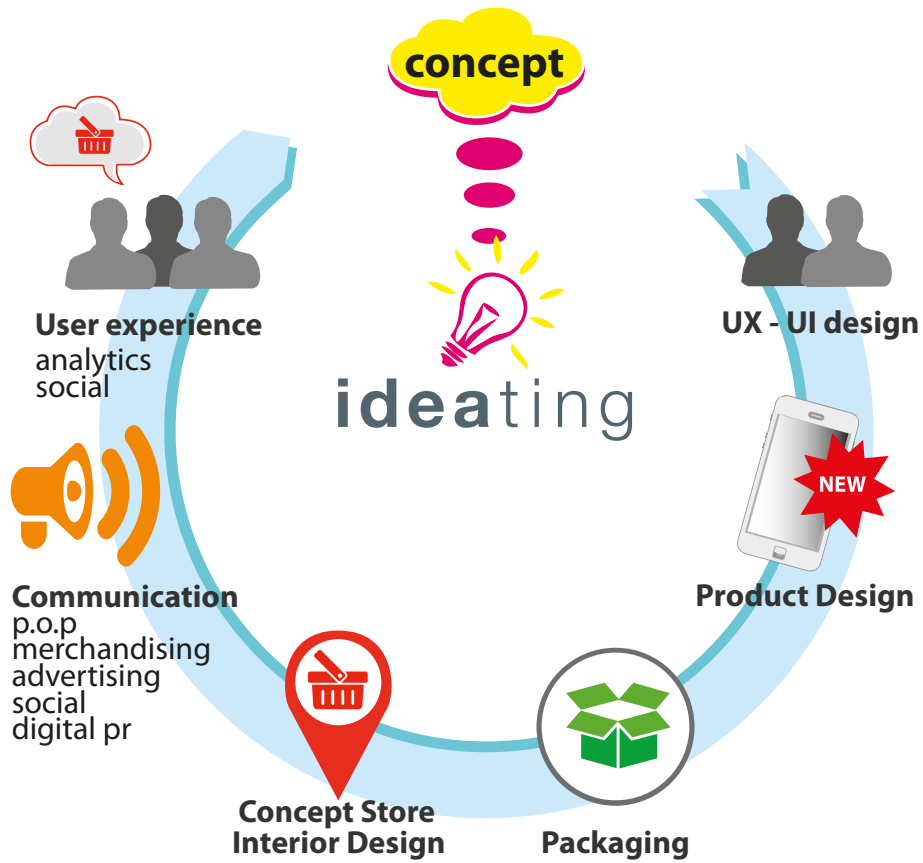 concept
ideating
User experience
analytics
social
UX - UI design
NEW
Communication
p.o.p
merchandising
advertising
social
digital pr
Product Design
Concept Store
Interior Design
Packaging